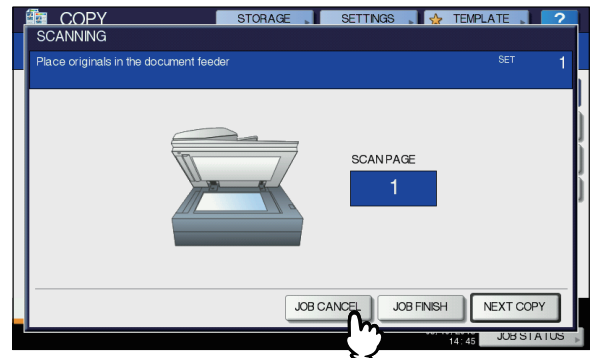 COPY
STORAGE
SETTINGS
TEMPLATE
?
SCANNING
Place originals in the document feeder
SET 1
SCAN PAGE
1
JOB CANCEL
JOB FINISH
NEXT COPY
14:45
JOB STATUS